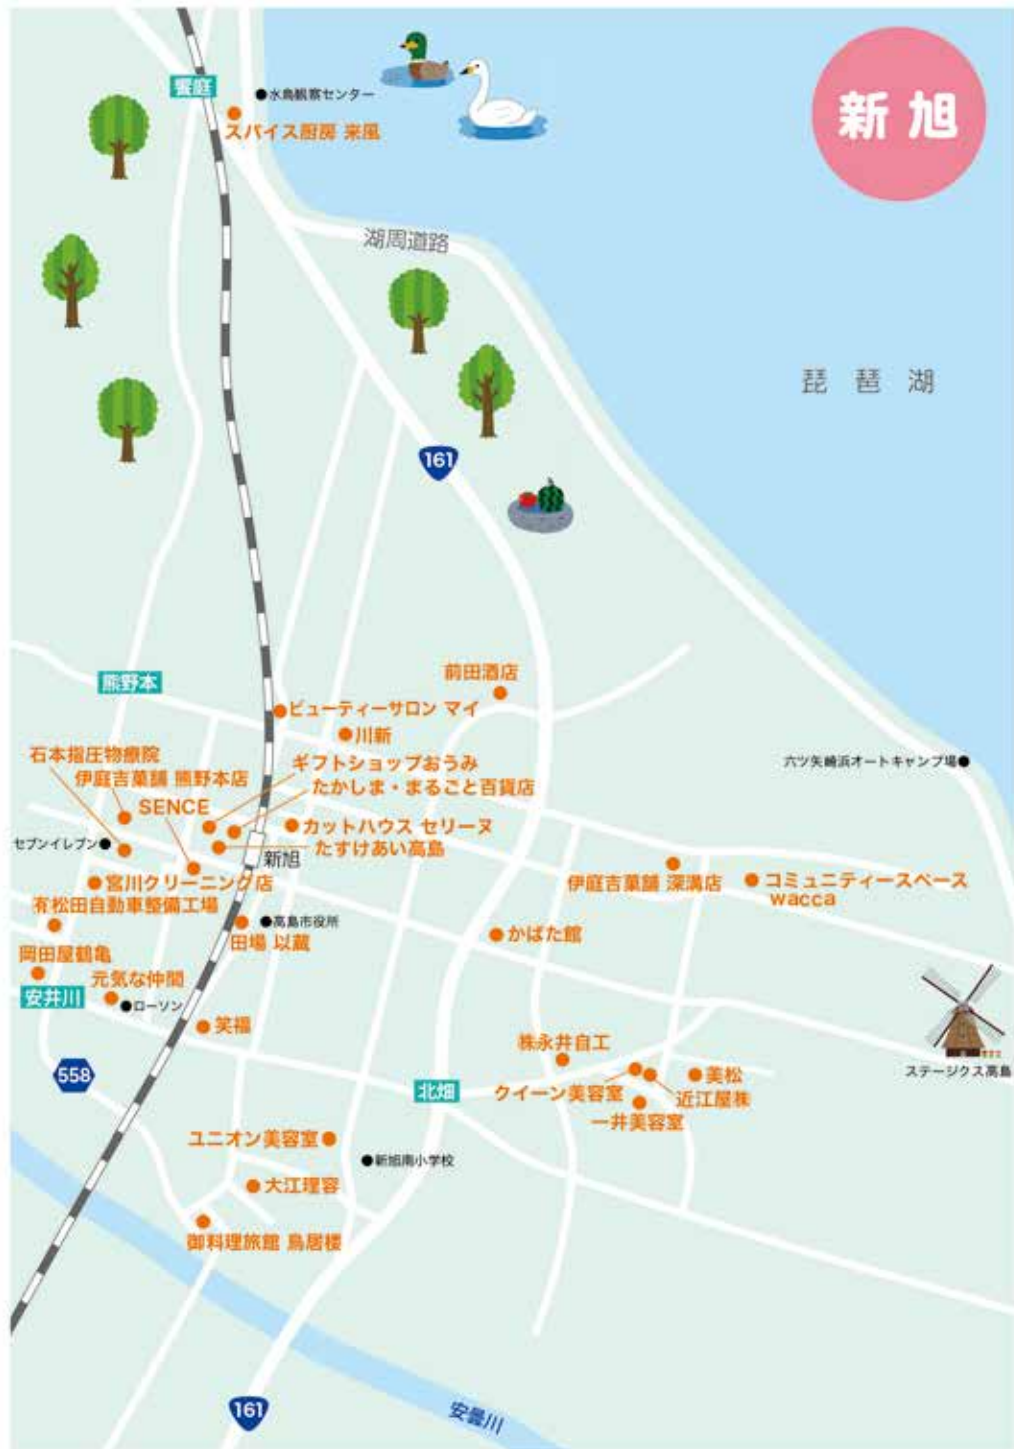 新旭
饗庭
水鳥観察センター
スパイス厨房 来風
湖周道路
琵琶湖
161
熊野本
前田酒店
ビューティーサロン マイ
川新
石本指圧物療院
伊庭吉菓舗 熊野本店
SENCE
ギフトショップおうみ
たかしま・まるごと百貨店
六ツ矢崎浜オートキャンプ場
カットハウス セリーヌ
セブンイレブン
たすけあい高島
新旭
宮川クリーニング店
伊庭吉菓舗 深溝店
コミュニティースペース
wacca
有松田自動車整備工場
高島市役所
田場 以蔵
かばた館
岡田屋鶴亀
元気な仲間
安井川
ローソン
笑福
株永井自工
ステージクス高島
558
北畑
クイーン美容室
美松
近江屋株
一井美容室
ユニオン美容室
新旭南小学校
大江理容
御料理旅館 鳥居楼
161
安曇川